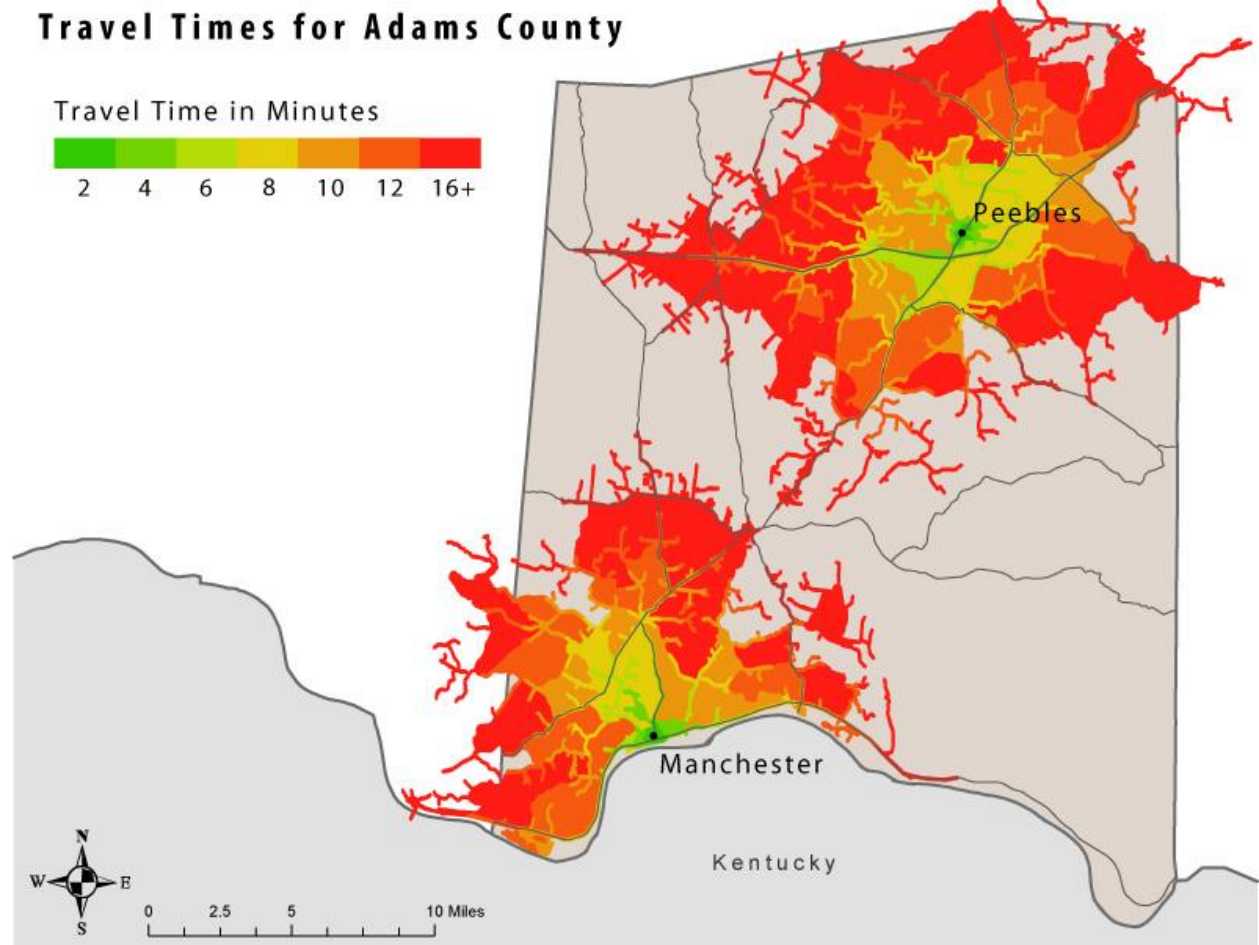 Travel Times for Adams County
Travel Time in Minutes
2 4 6 8 10 12 16+
Peebles
Manchester
Kentucky
N
W E
S
0 2.5 5 10 Miles